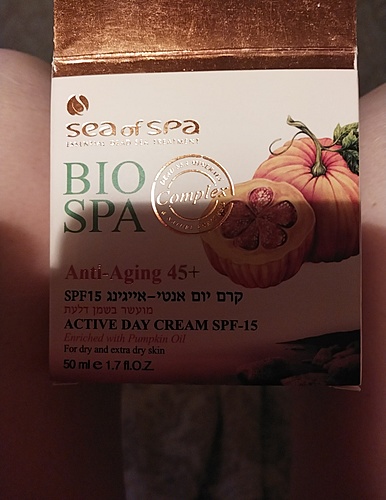 sea of spa
ESSENTIAL DEAD SEA TREATMENT
BIO
SPA
Complex
Anti-Aging 45+
קרם יום אנטי-אייג'ינג SPF15
מועשר בשמן דלעת
ACTIVE DAY CREAM SPF-15
Enriched with Pumpkin Oil
For dry and extra dry skin
50 ml e 1.7 fl.O.Z.